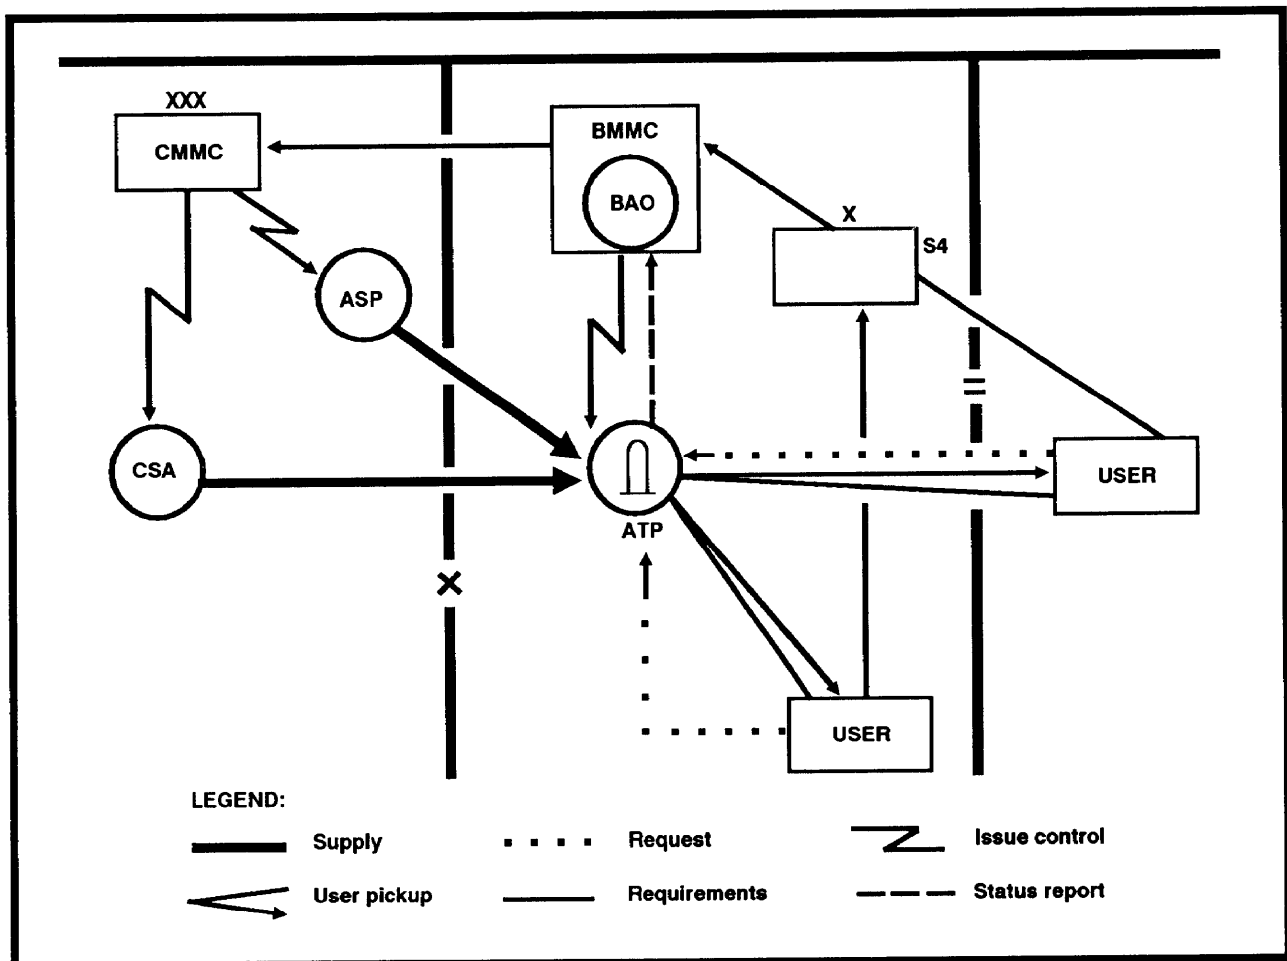 XXX
CMMC
BMMC
BAO
X
S4
ASP
CSA
ATP
USER
USER
LEGEND:
Supply
Request
Issue control
User pickup
Requirements
Status report